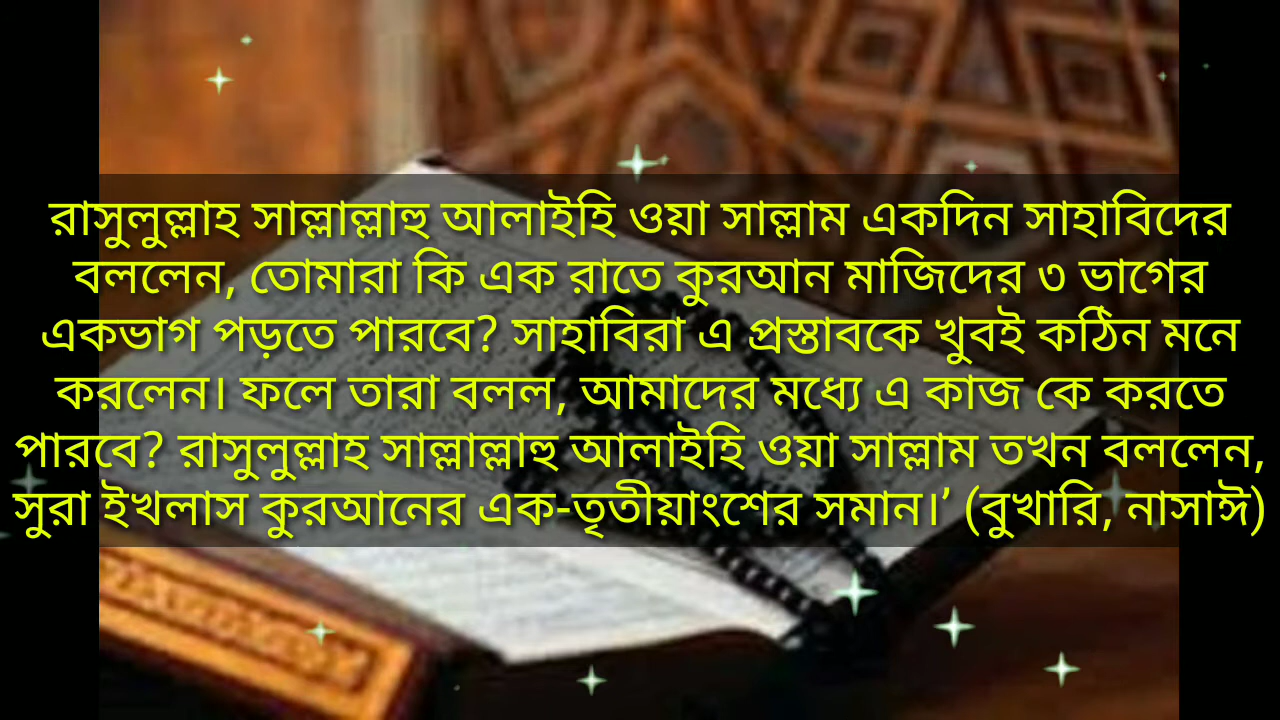 রাসুলুল্লাহ সাল্লাল্লাহু আলাইহি ওয়া সাল্লাম একদিন সাহাবিদের
বললেন, তোমারা কি এক রাতে কুরআন মাজিদের ৩ ভাগের
একভাগ পড়তে পারবে? সাহাবিরা এ প্রস্তাবকে খুবই কঠিন মনে
করলেন। ফলে তারা বলল, আমাদের মধ্যে এ কাজ কে করতে
পারবে? রাসুলুল্লাহ সাল্লাল্লাহু আলাইহি ওয়া সাল্লাম তখন বললেন,
সুরা ইখলাস কুরআনের এক-তৃতীয়াংশের সমান।’ (বুখারি, নাসাঈ)